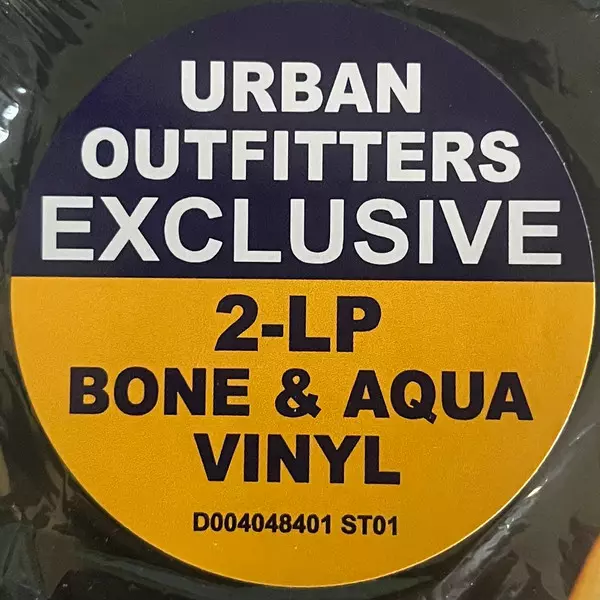 URBAN
OUTFITTERS
EXCLUSIVE
2-LP
BONE & AQUA
VINYL
D004048401 ST01